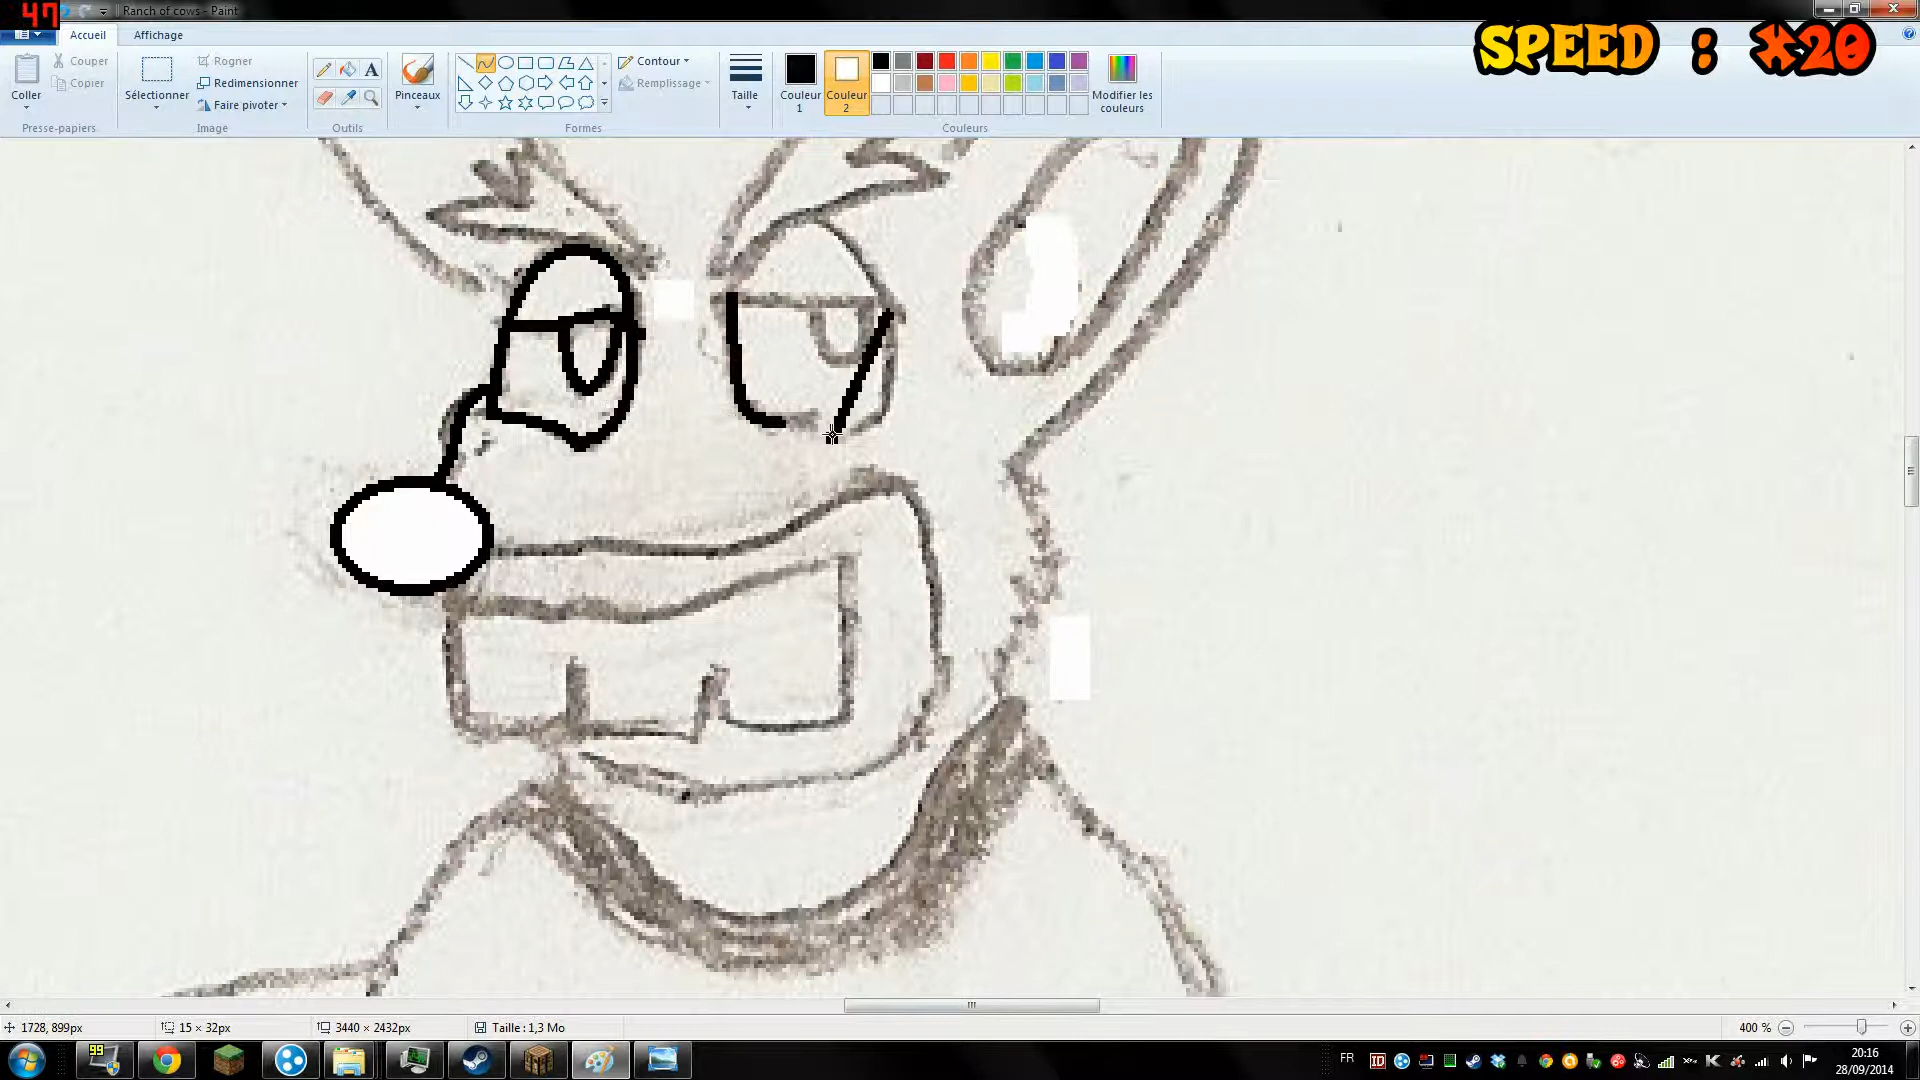 47
Ranch of cows - Paint
SPEED : *20
Accueil
Affichage
Coller
Couper
Copier
Presse-papiers
Sélectionner
Rogner
Redimensionner
Faire pivoter
Image
A
Outils
Pinceaux
Formes
Contour
Remplissage
Taille
Couleur
1
Couleur
2
Modifier les
couleurs
Couleurs
1728, 899px
15 × 32px
3440 × 2432px
Taille : 1,3 Mo
400 %
99
FR
20:16
28/09/2014